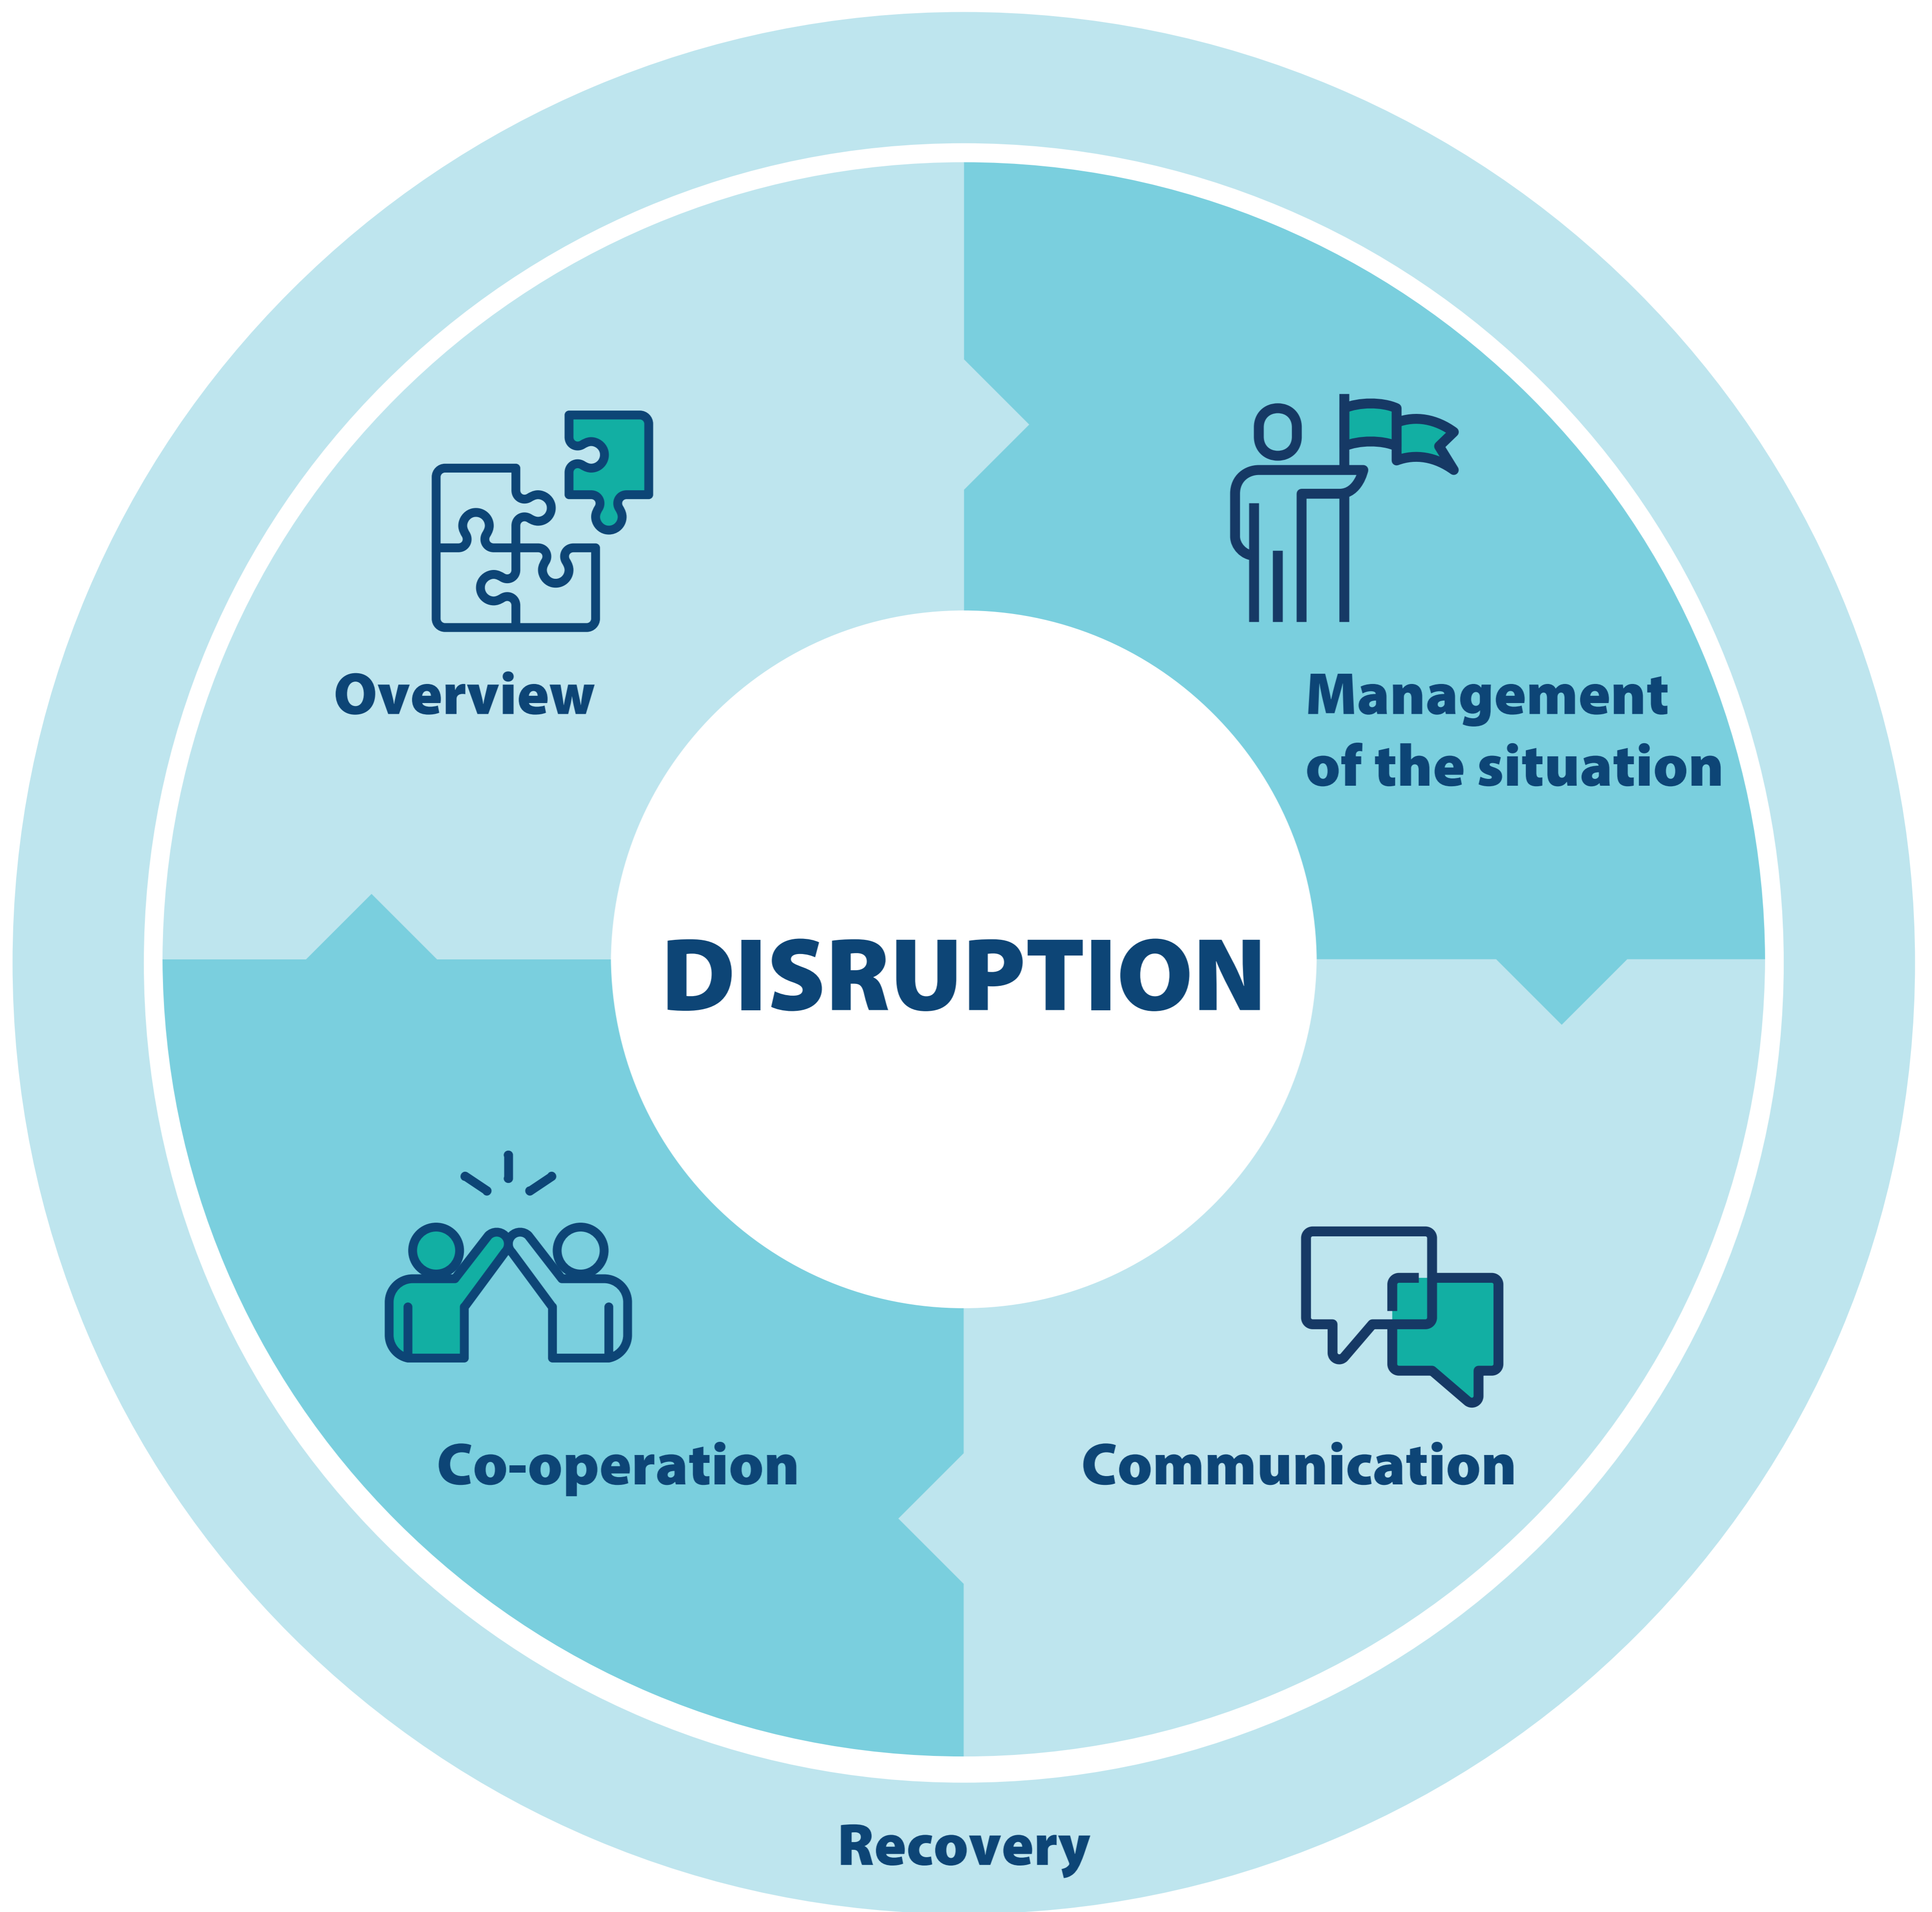 Overview
Management
of the situation
DISRUPTION
Co-operation
Communication
Recovery